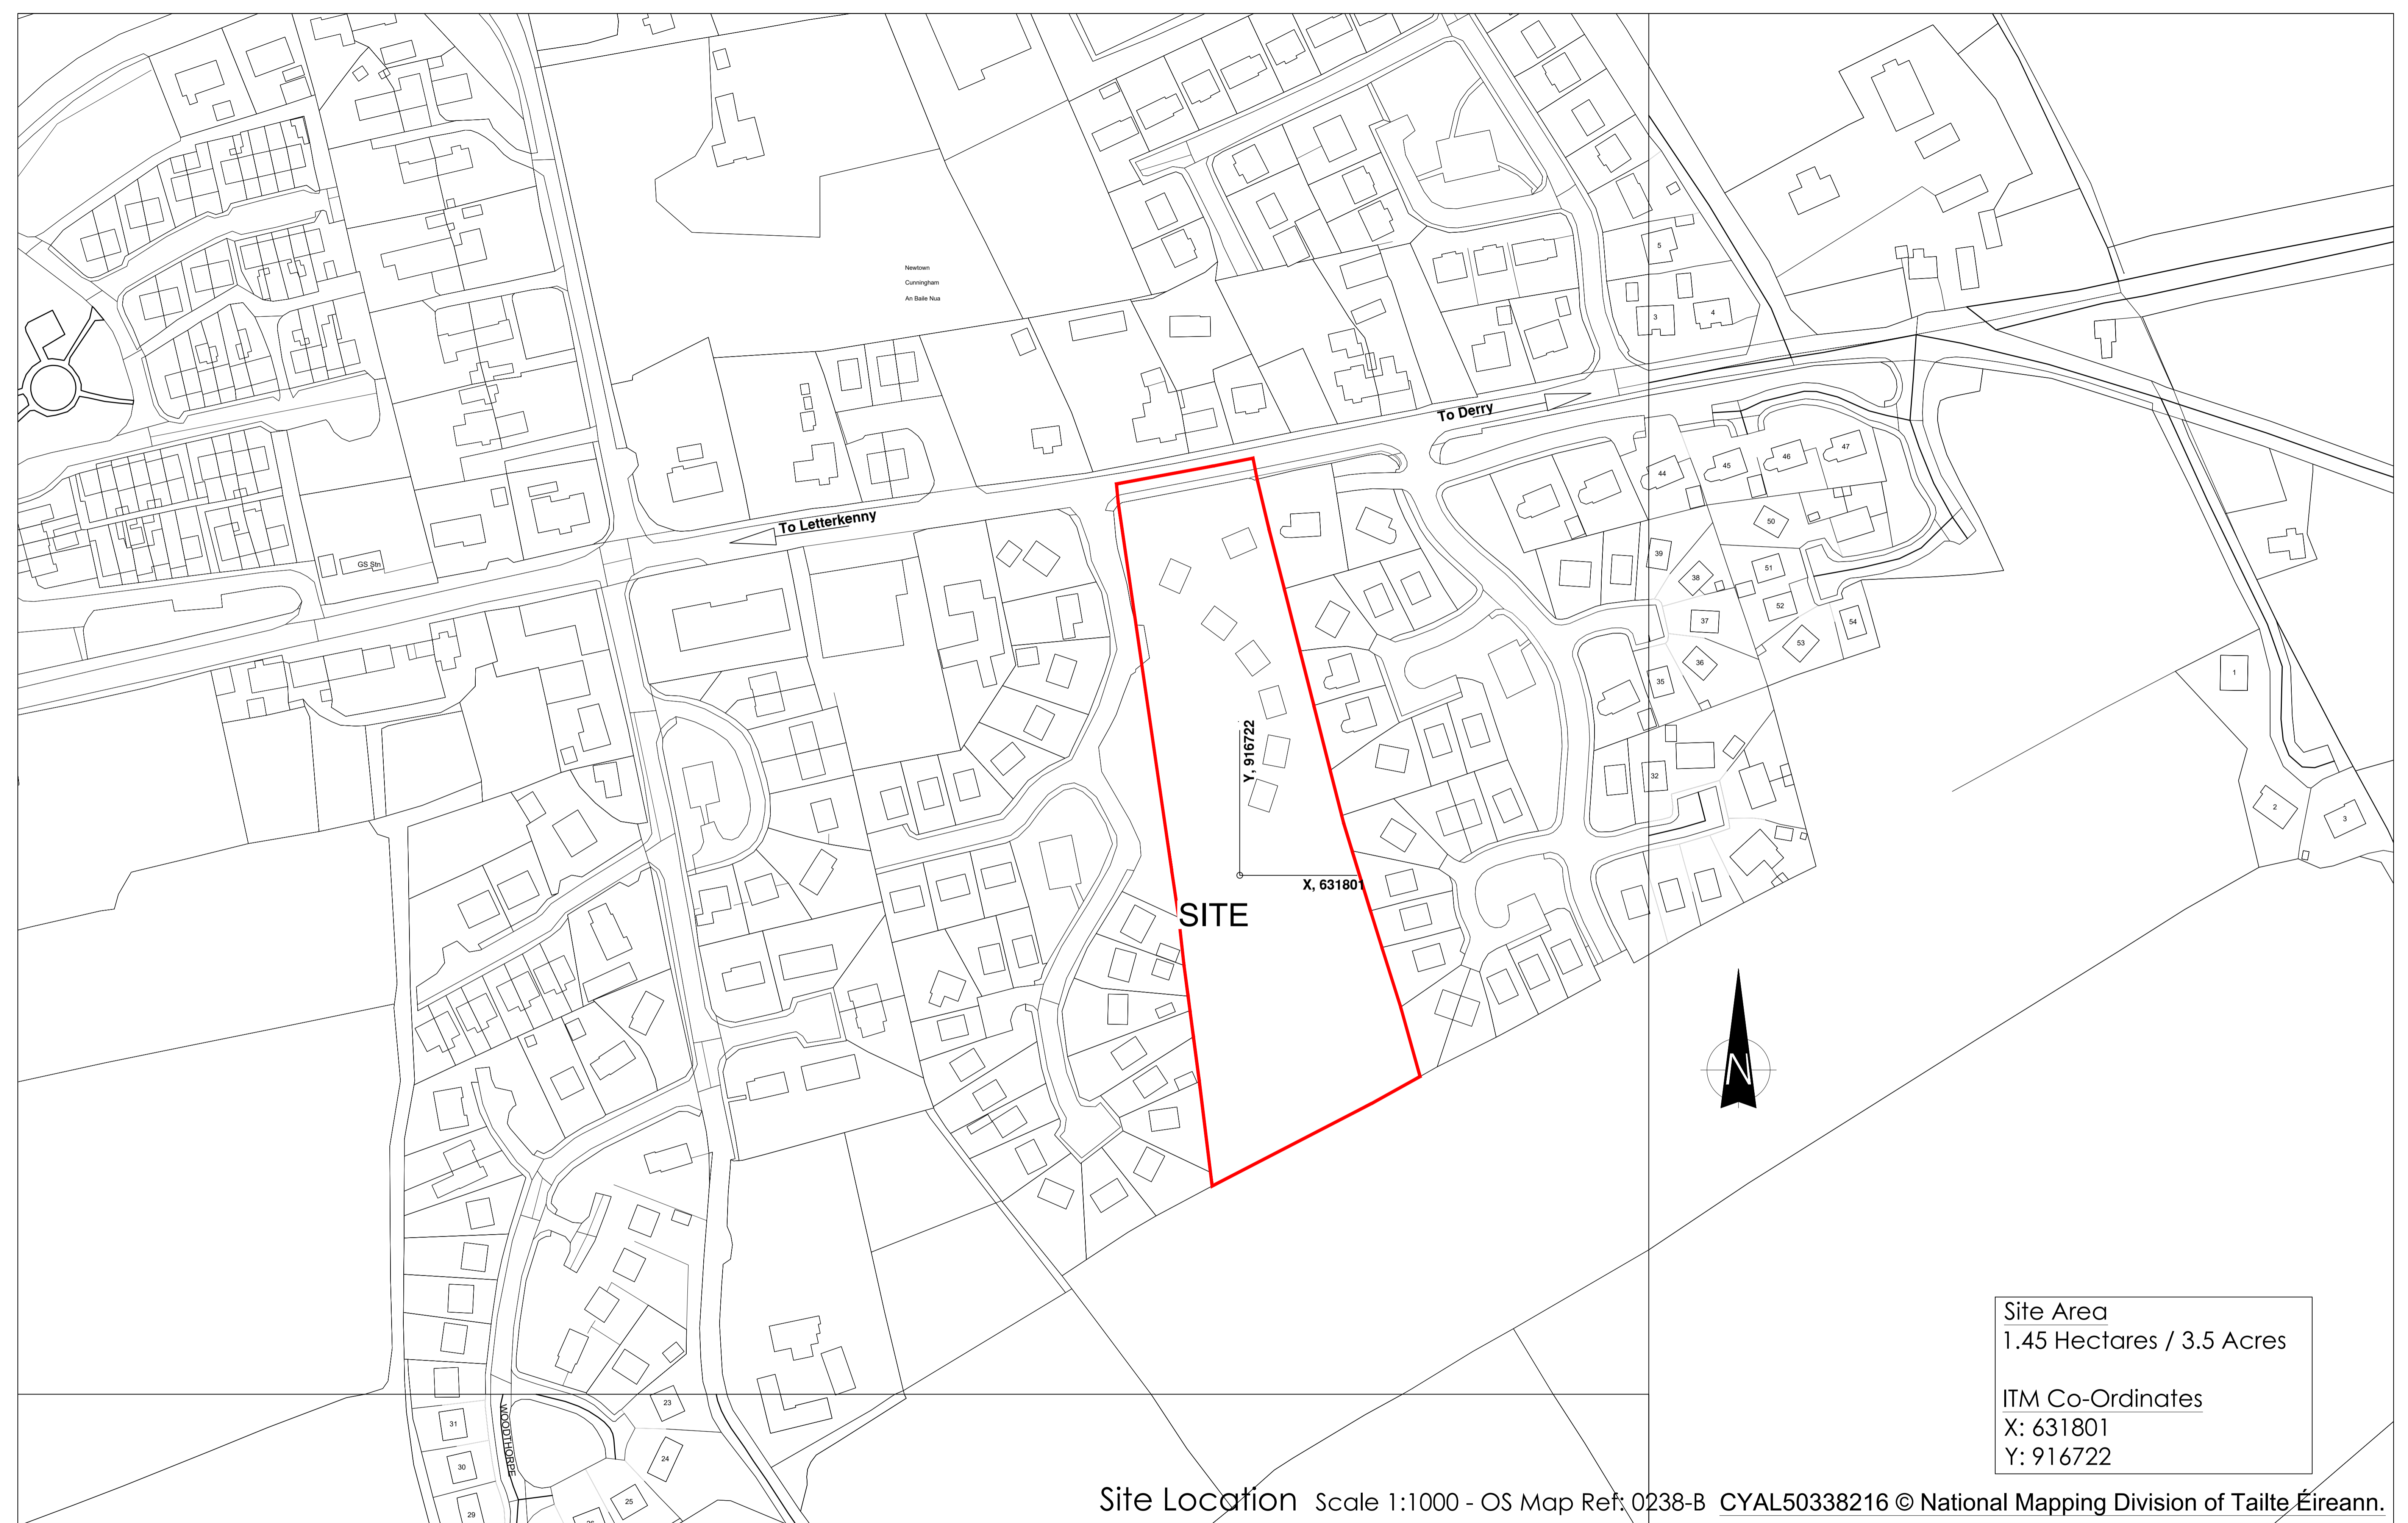 Newtown
Cunningham
An Baile Nua
5
3
4
To Derry
47
46
45
44
To Letterkenny
50
39
GS Stn
51
38
52
37
54
53
36
1
35
Y, 916722
32
2
3
X, 631801
SITE
N
Site Area
1.45 Hectares / 3.5 Acres
ITM Co-Ordinates
X: 631801
Y: 916722
23
31
WOODTHORPE
24
30
25
29
26
Site Location Scale 1:1000 - OS Map Ref: 0238-B CYAL50338216 © National Mapping Division of Tailte Éireann.